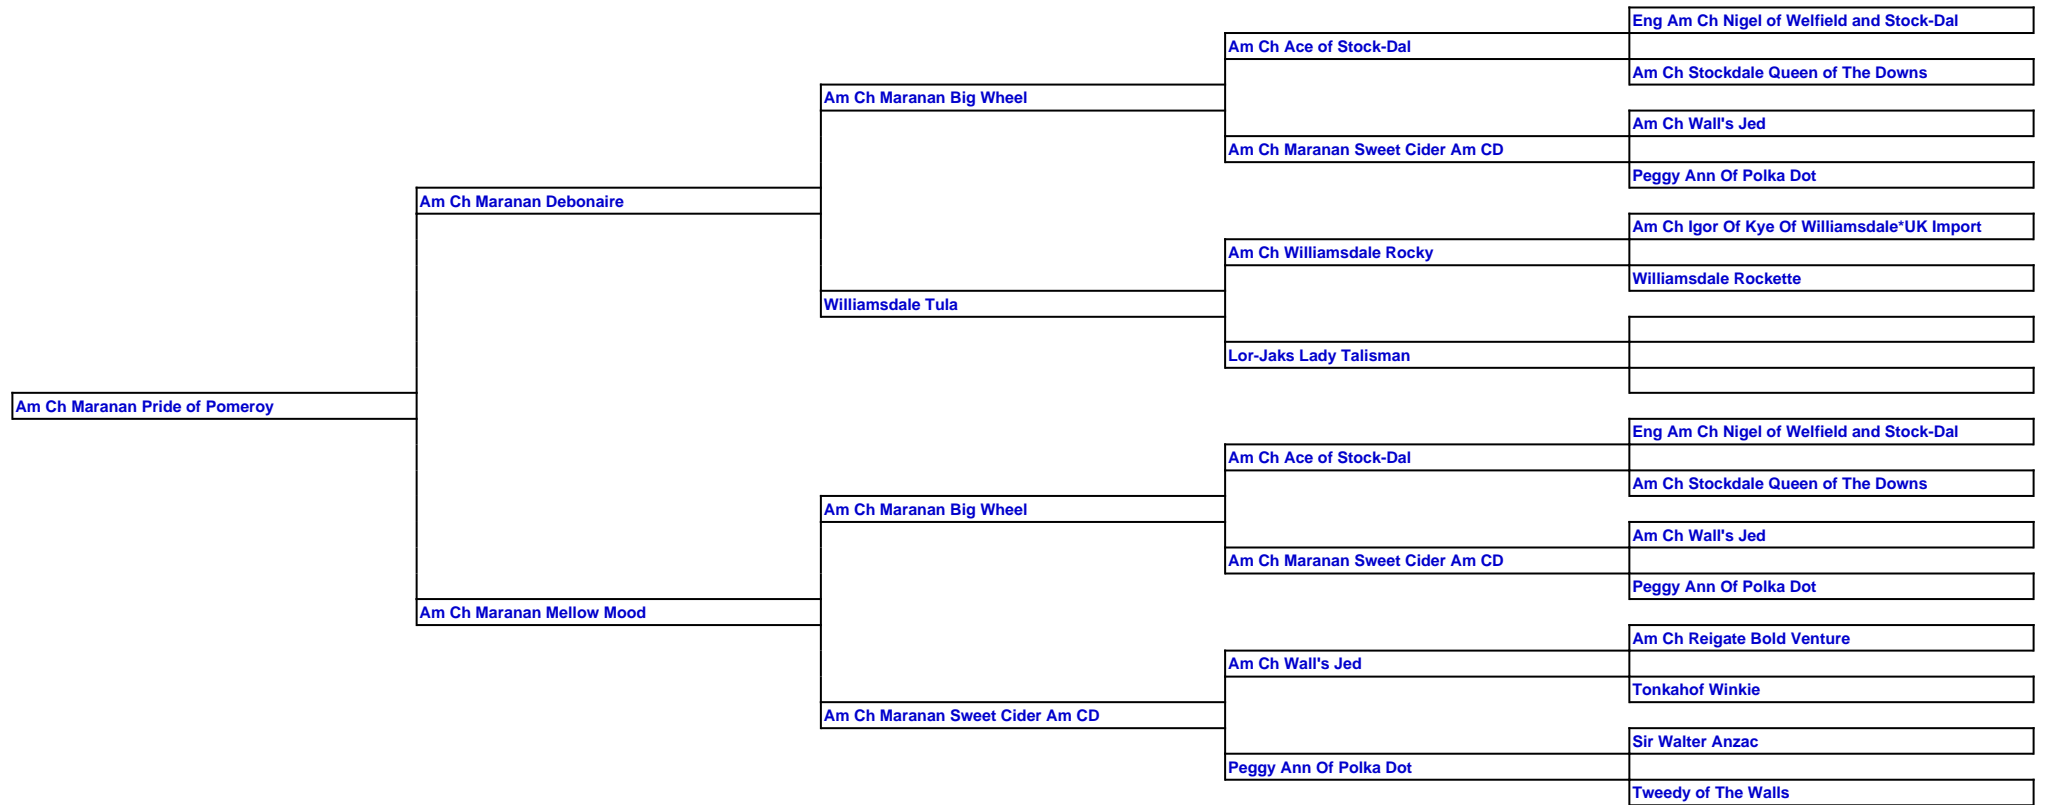 Eng Am Ch Nigel of Welfield and Stock-Dal
Am Ch Ace of Stock-Dal
Am Ch Stockdale Queen of The Downs
Am Ch Maranan Big Wheel
Am Ch Wall's Jed
Am Ch Maranan Sweet Cider Am CD
Peggy Ann Of Polka Dot
Am Ch Maranan Debonaire
Am Ch Igor Of Kye Of Williamsdale*UK Import
Am Ch Williamsdale Rocky
Williamsdale Rockette
Williamsdale Tula
Lor-Jaks Lady Talisman
Am Ch Maranan Pride of Pomeroy
Eng Am Ch Nigel of Welfield and Stock-Dal
Am Ch Ace of Stock-Dal
Am Ch Stockdale Queen of The Downs
Am Ch Maranan Big Wheel
Am Ch Wall's Jed
Am Ch Maranan Sweet Cider Am CD
Peggy Ann Of Polka Dot
Am Ch Maranan Mellow Mood
Am Ch Reigate Bold Venture
Am Ch Wall's Jed
Tonkahof Winkie
Am Ch Maranan Sweet Cider Am CD
Sir Walter Anzac
Peggy Ann Of Polka Dot
Tweedy of The Walls